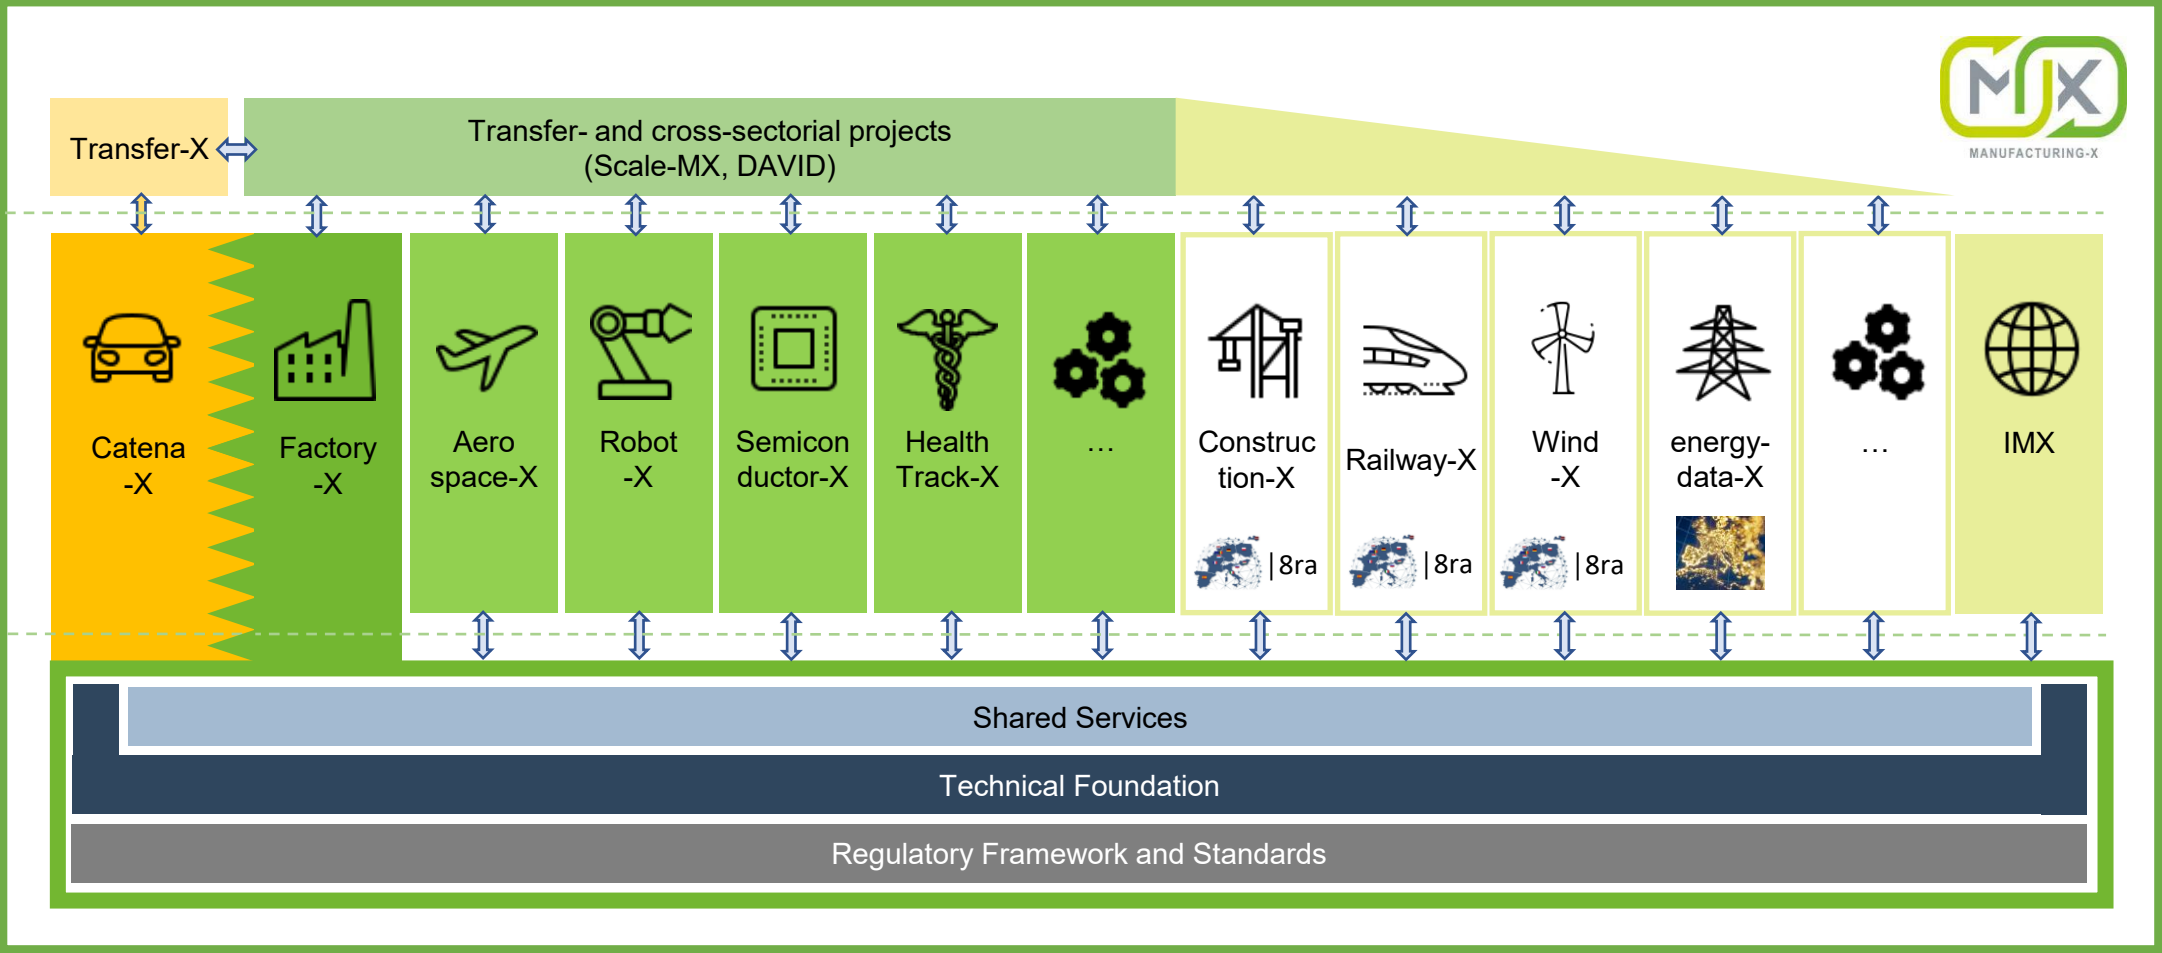 MX
MANUFACTURING-X
Transfer-X
Transfer- and cross-sectorial projects
(Scale-MX, DAVID)
Catena
-X
Factory
-X
Aero
space-X
Robot
-X
Semicon
ductor-X
Health
Track-X
...
Construc
tion-X
|8ra
Railway-X
|8ra
Wind
-X
|8ra
energy-
data-X
...
IMX
Shared Services
Technical Foundation
Regulatory Framework and Standards